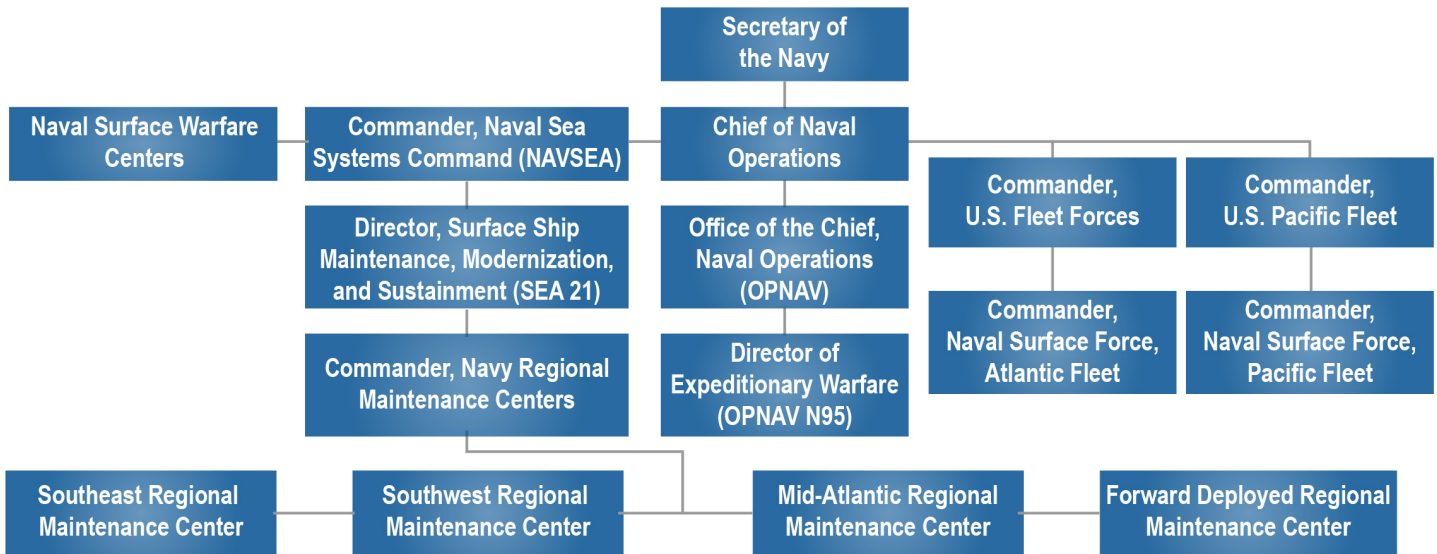 Secretary of
the Navy
Naval Surface Warfare
Centers
Commander, Naval Sea
Systems Command (NAVSEA)
Chief of Naval
Operations
Commander,
U.S. Fleet Forces
Commander,
U.S. Pacific Fleet
Director, Surface Ship
Maintenance, Modernization,
and Sustainment (SEA 21)
Office of the Chief,
Naval Operations
(OPNAV)
Commander,
Naval Surface Force,
Atlantic Fleet
Commander,
Naval Surface Force,
Pacific Fleet
Commander, Navy Regional
Maintenance Centers
Director of
Expeditionary Warfare
(OPNAV N95)
Southeast Regional
Maintenance Center
Southwest Regional
Maintenance Center
Mid-Atlantic Regional
Maintenance Center
Forward Deployed Regional
Maintenance Center